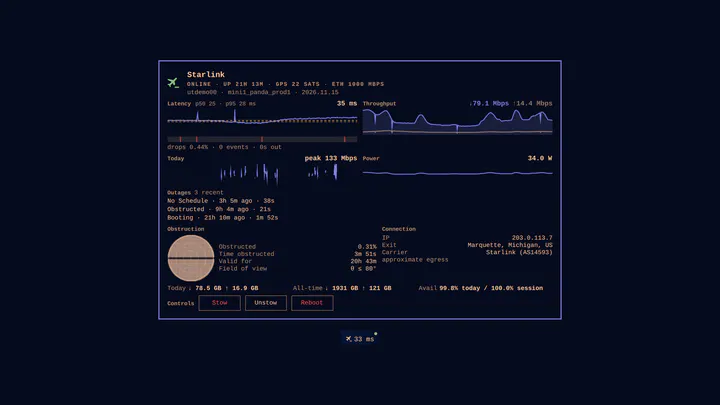 Starlink
ONLINE · UP 21H 13M · GPS 22 SATS · ETH 1000 MBPS
utdemo00 · mini1_panda_prod1 · 2026.11.15
Latency p50 25 · p95 28 ms 35 ms
Throughput ↓79.1 Mbps ↑14.4 Mbps
drops 0.44% · 0 events · 0s out
Today peak 133 Mbps
Power 34.0 W
Outages 3 recent
No Schedule · 3h 5m ago · 38s
Obstructed · 9h 4m ago · 21s
Booting · 21h 10m ago · 1m 52s
Obstruction
Obstructed 0.31%
Time obstructed 3m 51s
Valid for 20h 43m
Field of view θ ≤ 80°
Connection
IP 203.0.113.7
Exit Marquette, Michigan, US
Carrier Starlink (AS14593)
approximate egress
Today ↓ 78.5 GB ↑ 16.9 GB
All-time ↓ 1931 GB ↑ 121 GB
Avail 99.8% today / 100.0% session
Controls Stow Unstow Reboot
33 ms